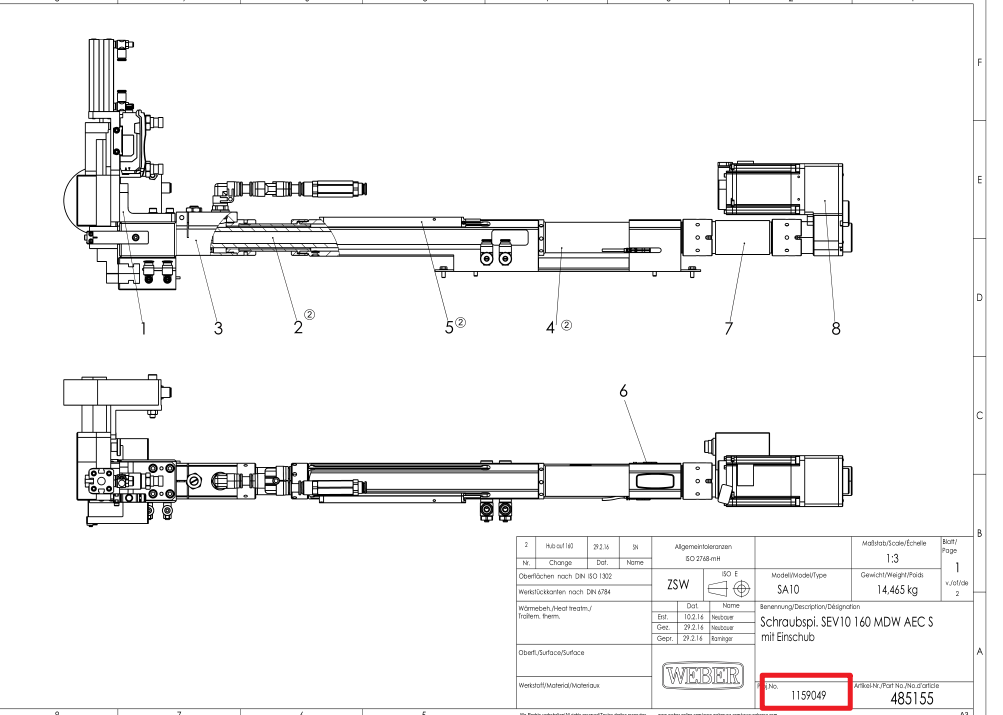 F
E
D
C
B
A
1
3
2 ②
5 ②
4 ②
7
8
6
2 Hub auf 160 29.2.16 SN
Nr. Change Dat. Name
Allgemeintoleranzen
ISO 2768-mH
Maßstab/Scale/Échelle
1:3
Blatt/
Page
1
v./of/de
2
Oberflächen nach DIN ISO 1302
Werkstückkanten nach DIN 6784
ZSW
ISO E
Modell/Model/Type
SA10
Gewicht/Weight/Poids
14,465 kg
Wärmebeh./Heat treatm./
Traitem. therm.
Dat. Name
Erst. 10.2.16 Neubauer
Gez. 29.2.16 Neubauer
Gepr. 29.2.16 Raminger
Benennung/Description/Désignation
Schraubspi. SEV10 160 MDW AEC S
mit Einschub
Oberfl./Surface/Surface
WEBER
Werkstoff/Material/Materiaux
No.
1159049
Artikel-Nr./Part No./No.d'article
485155